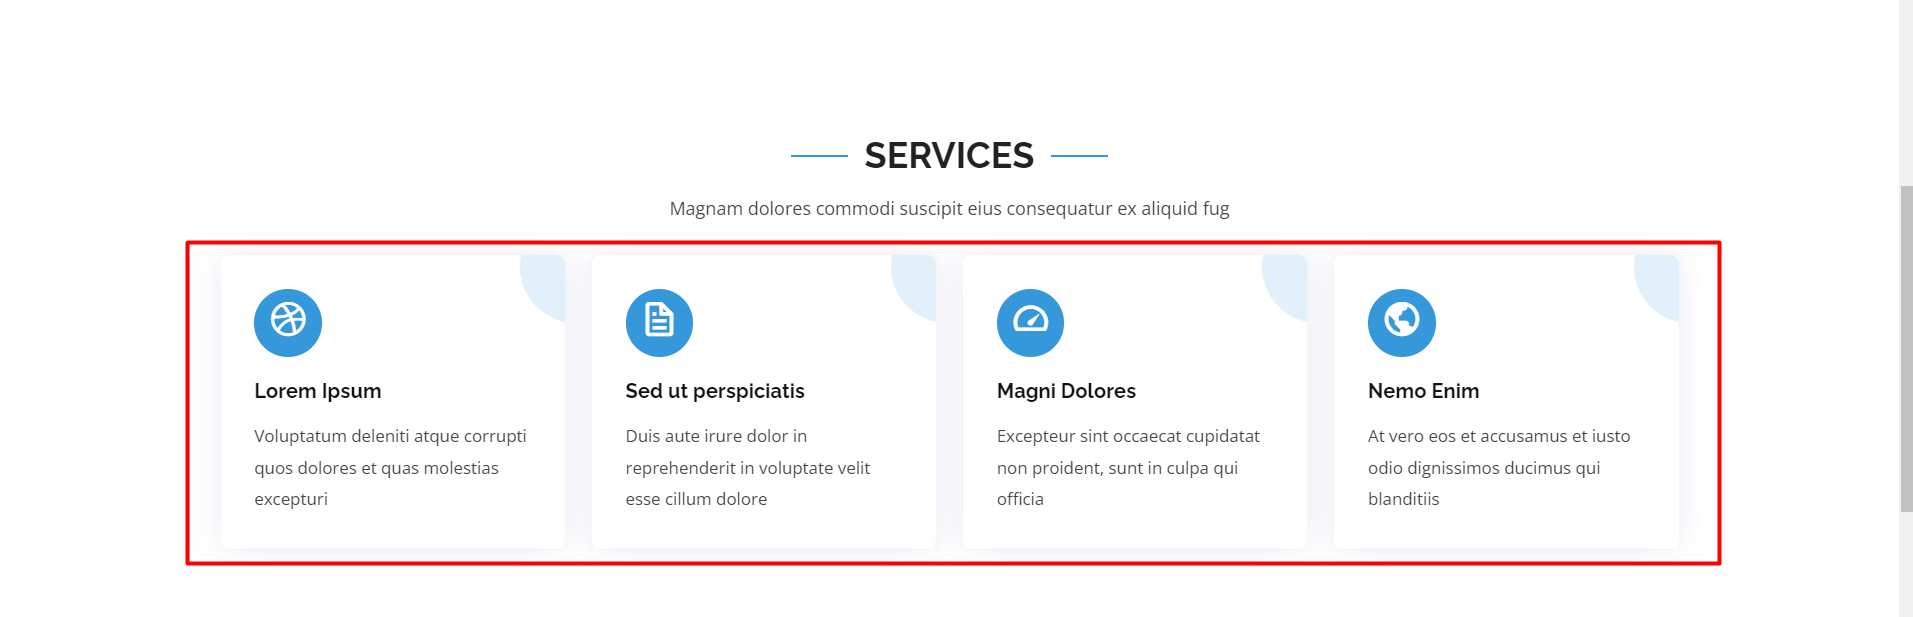 SERVICES
Magnam dolores commodi suscipit eius consequatur ex aliquid fug
Lorem Ipsum
Voluptatum deleniti atque corrupti
quos dolores et quas molestias
excepturi
Sed ut perspiciatis
Duis aute irure dolor in
reprehenderit in voluptate velit
esse cillum dolore
Magni Dolores
Excepteur sint occaecat cupidatat
non proident, sunt in culpa qui
officia
Nemo Enim
At vero eos et accusamus et iusto
odio dignissimos ducimus qui
blanditiis